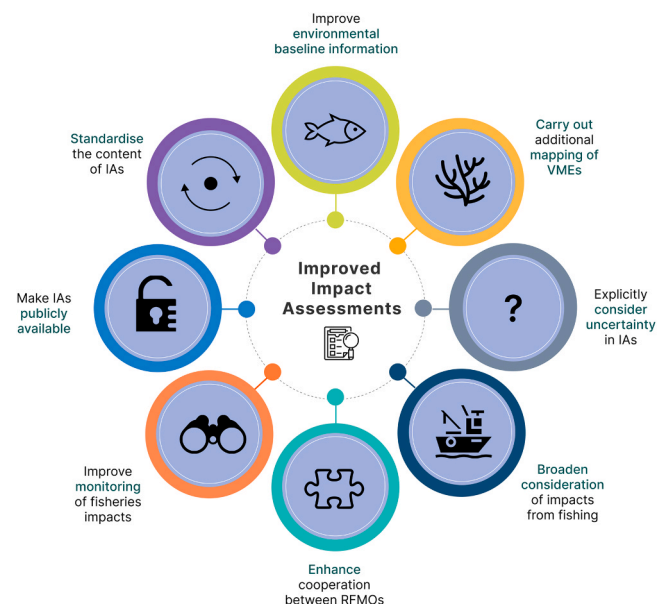 Improve
environmental
baseline information
Carry out
additional
mapping of
VMEs
Explicitly
consider
uncertainty
in IAs
Broaden
consideration
of impacts
from fishing
Enhance
cooperation
between RFMOs
Improve
monitoring
of fisheries
impacts
Make IAs
publicly
available
Standardise
the content
of IAs
Improved
Impact
Assessments
?